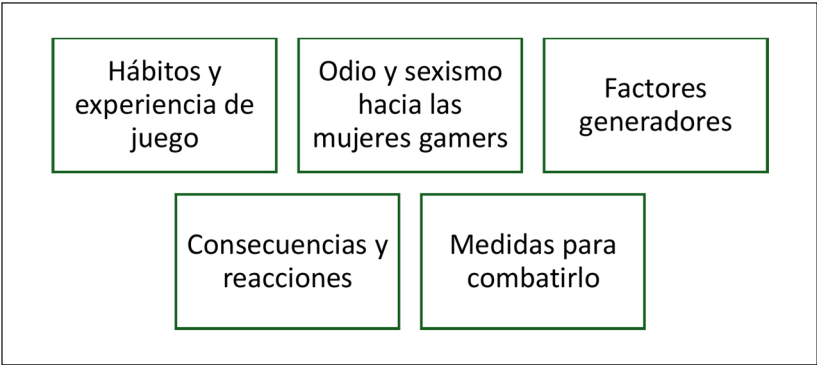 Hábitos y
experiencia de
juego
Odio y sexismo
hacia las
mujeres gamers
Factores
generadores
Consecuencias y
reacciones
Medidas para
combatirlo